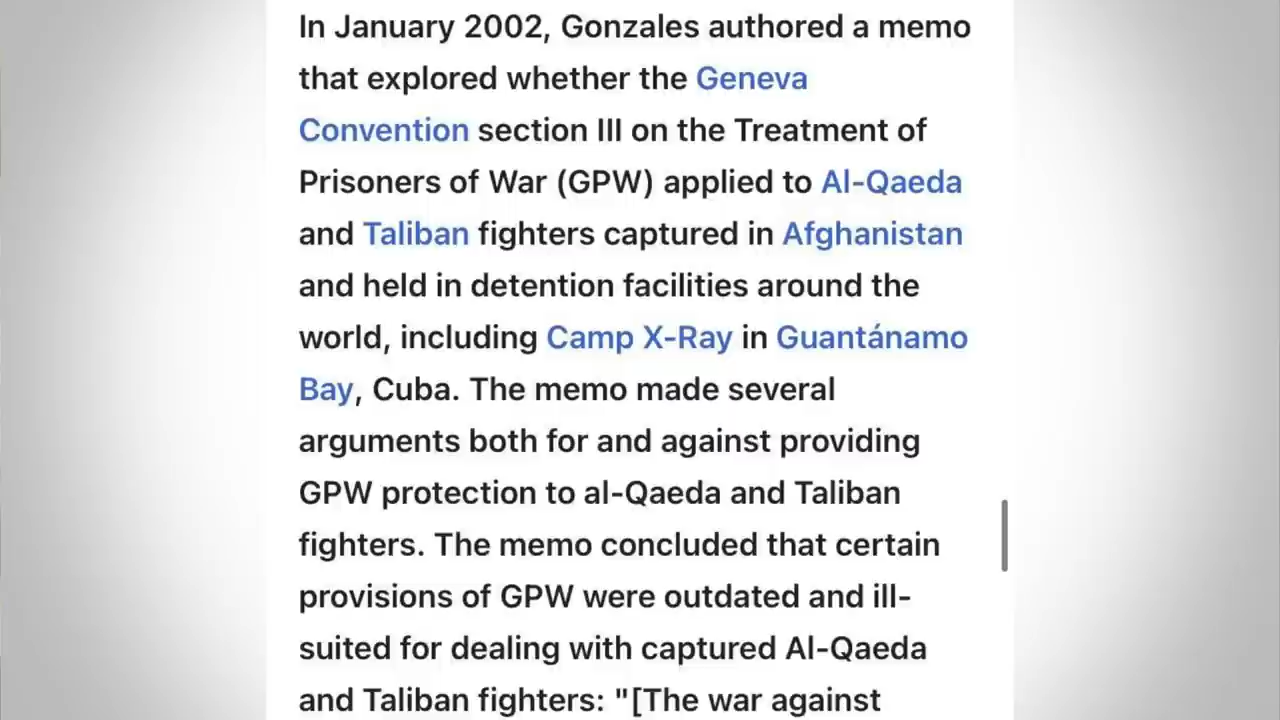 In January 2002, Gonzales authored a memo
that explored whether the Geneva
Convention section III on the Treatment of
Prisoners of War (GPW) applied to Al-Qaeda
and Taliban fighters captured in Afghanistan
and held in detention facilities around the
world, including Camp X-Ray in Guantánamo
Bay, Cuba. The memo made several
arguments both for and against providing
GPW protection to al-Qaeda and Taliban
fighters. The memo concluded that certain
provisions of GPW were outdated and ill-
suited for dealing with captured Al-Qaeda
and Taliban fighters: "[The war against